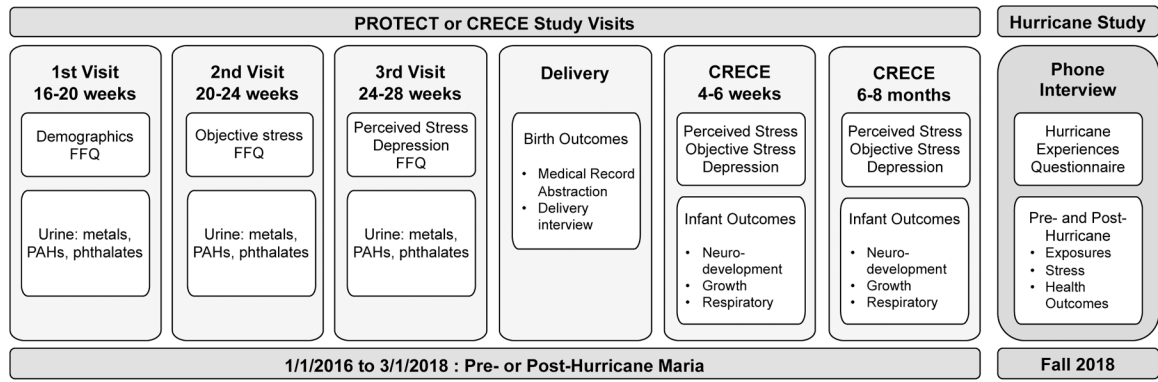 PROTECT or CRECE Study Visits
Hurricane Study
1st Visit
16-20 weeks
Demographics
FFQ
Urine: metals,
PAHs, phthalates
2nd Visit
20-24 weeks
Objective stress
FFQ
Urine: metals,
PAHs, phthalates
3rd Visit
24-28 weeks
Perceived Stress
Depression
FFQ
Urine: metals,
PAHs, phthalates
Delivery
Birth Outcomes
• Medical Record
Abstraction
• Delivery
interview
CRECE
4-6 weeks
Perceived Stress
Objective Stress
Depression
Infant Outcomes
• Neuro-
development
• Growth
• Respiratory
CRECE
6-8 months
Perceived Stress
Objective Stress
Depression
Infant Outcomes
• Neuro-
development
• Growth
• Respiratory
Phone
Interview
Hurricane
Experiences
Questionnaire
Pre- and Post-
Hurricane
• Exposures
• Stress
• Health
Outcomes
1/1/2016 to 3/1/2018 : Pre- or Post-Hurricane Maria
Fall 2018